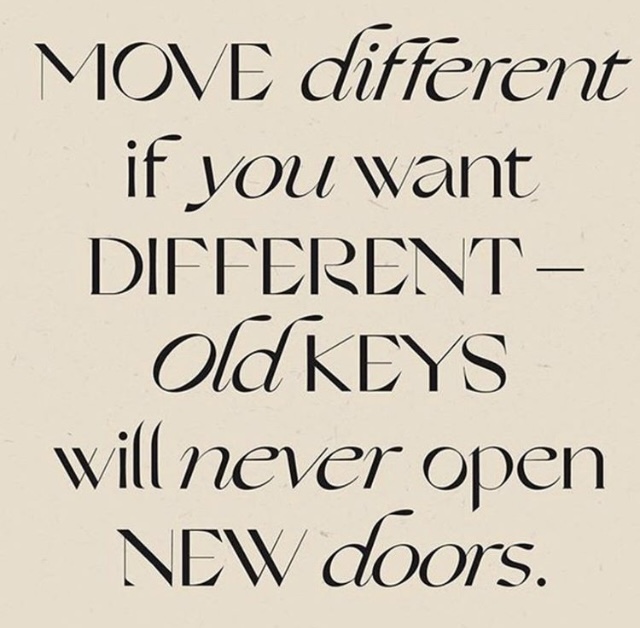 MOVE different
if you want
DIFFERENT –
Old KEYS
will never open
NEW doors.